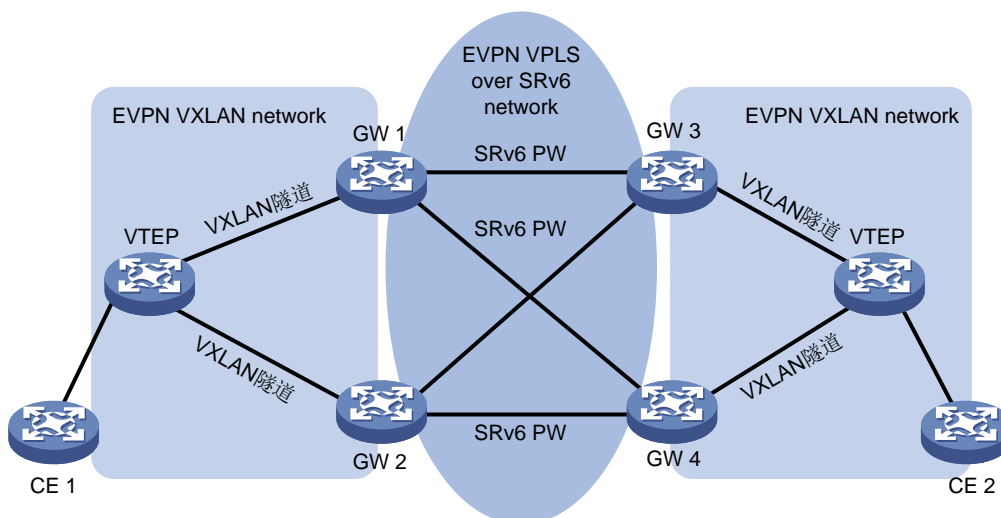 EVPN VPLS
over SRv6
network
EVPN VXLAN network
EVPN VXLAN network
GW 1
GW 3
SRv6 PW
VXLAN隧道
VXLAN隧道
SRv6 PW
VTEP
VTEP
VXLAN隧道
VXLAN隧道
SRv6 PW
GW 2
GW 4
CE 1
CE 2